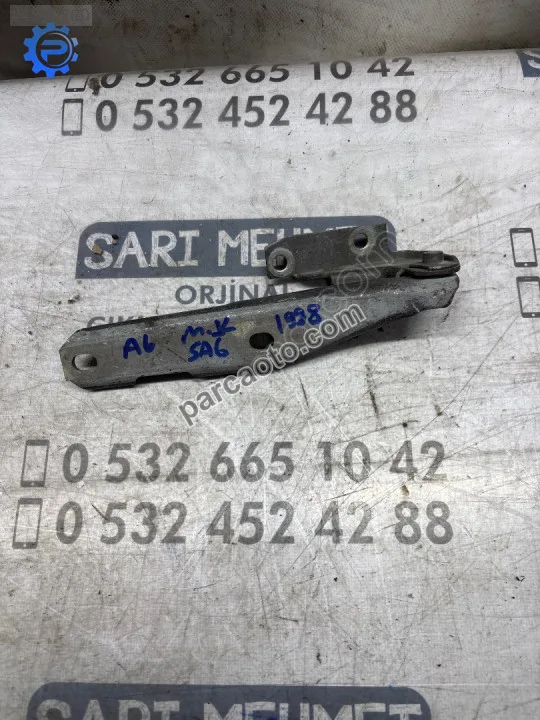 0 532 665 10 42
0 532 452 42 88
SARI MEHMET
ORJİNAL
A6 M.K 1998
SA6
parcaoto.com
0 532 665 10 42
0 532 452 42 88
SARI MEHMET